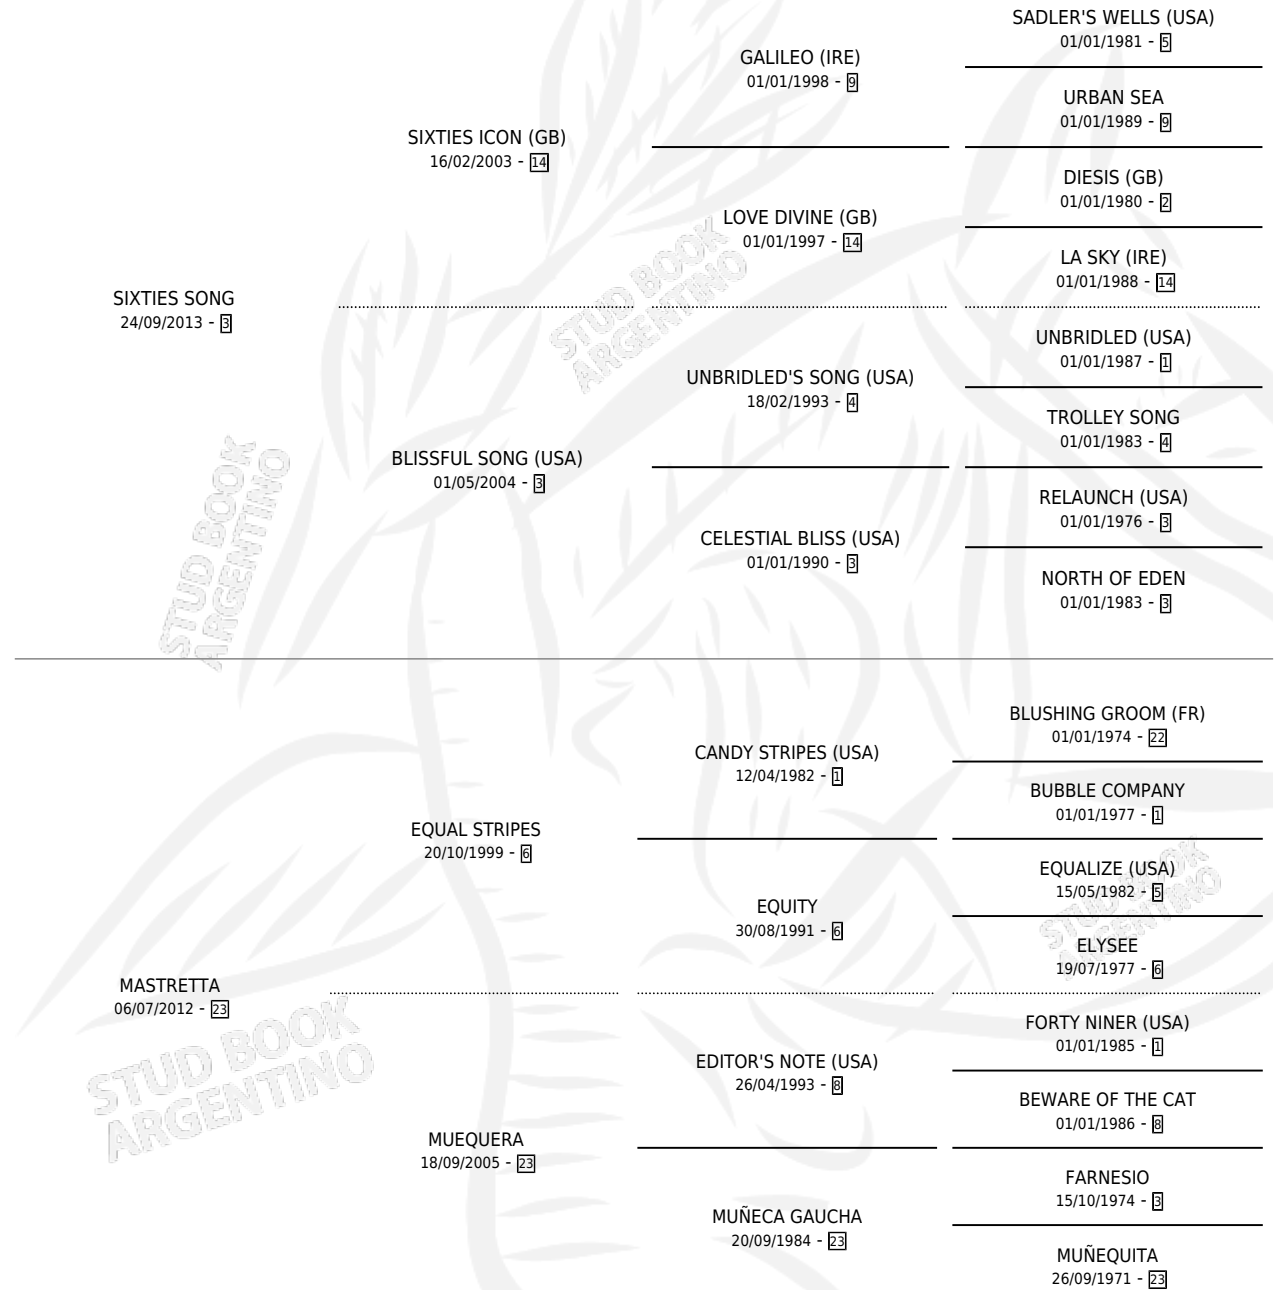 SADLER'S WELLS (USA)
01/01/1981 - 5
GALILEO (IRE)
01/01/1998 - 9
URBAN SEA
01/01/1989 - 9
SIXTIES ICON (GB)
16/02/2003 - 14
DIESIS (GB)
01/01/1980 - 2
LOVE DIVINE (GB)
01/01/1997 - 14
LA SKY (IRE)
01/01/1988 - 14
SIXTIES SONG
24/09/2013 - 3
STUD BOOK
ARGENTINO
UNBRIDLED (USA)
01/01/1987 - 1
UNBRIDLED'S SONG (USA)
18/02/1993 - 4
TROLLEY SONG
01/01/1983 - 4
BLISSFUL SONG (USA)
01/05/2004 - 3
RELAUNCH (USA)
01/01/1976 - 3
CELESTIAL BLISS (USA)
01/01/1990 - 3
NORTH OF EDEN
01/01/1983 - 3
STUD BOOK
ARGENTINO
BLUSHING GROOM (FR)
01/01/1974 - 22
CANDY STRIPES (USA)
12/04/1982 - 1
BUBBLE COMPANY
01/01/1977 - 1
EQUAL STRIPES
20/10/1999 - 6
EQUALIZE (USA)
15/05/1982 - 5
EQUITY
30/08/1991 - 6
STUD BOOK
ARGENTINO
ELYSEE
19/07/1977 - 6
MASTRETTA
06/07/2012 - 23
FORTY NINER (USA)
01/01/1985 - 1
EDITOR'S NOTE (USA)
26/04/1993 - 8
STUD BOOK
ARGENTINO
BEWARE OF THE CAT
01/01/1986 - 8
MUEQUERA
18/09/2005 - 23
FARNESIO
15/10/1974 - 3
MUÑECA GAUCHA
20/09/1984 - 23
MUÑEQUITA
26/09/1971 - 23